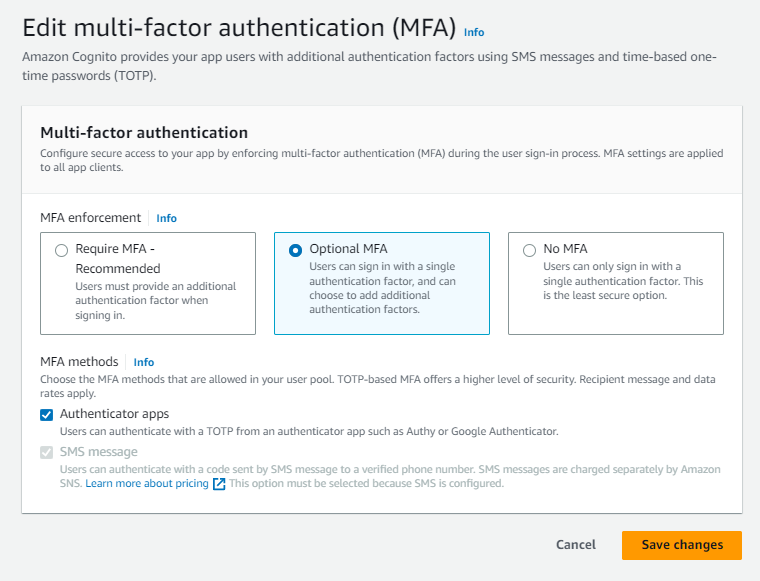 Edit multi-factor authentication (MFA) Info
Amazon Cognito provides your app users with additional authentication factors using SMS messages and time-based one-
time passwords (TOTP).
Multi-factor authentication
Configure secure access to your app by enforcing multi-factor authentication (MFA) during the user sign-in process. MFA settings are applied
to all app clients.
MFA enforcement Info
Require MFA -
Recommended
Users must provide an additional
authentication factor when
signing in.
Optional MFA
Users can sign in with a single
authentication factor, and can
choose to add additional
authentication factors.
No MFA
Users can only sign in with a
single authentication factor. This
is the least secure option.
MFA methods Info
Choose the MFA methods that are allowed in your user pool. TOTP-based MFA offers a higher level of security. Recipient message and data
rates apply.
Authenticator apps
Users can authenticate with a TOTP from an authenticator app such as Authy or Google Authenticator.
SMS message
Users can authenticate with a code sent by SMS message to a verified phone number. SMS messages are charged separately by Amazon
SNS. Learn more about pricing This option must be selected because SMS is configured.
Cancel Save changes